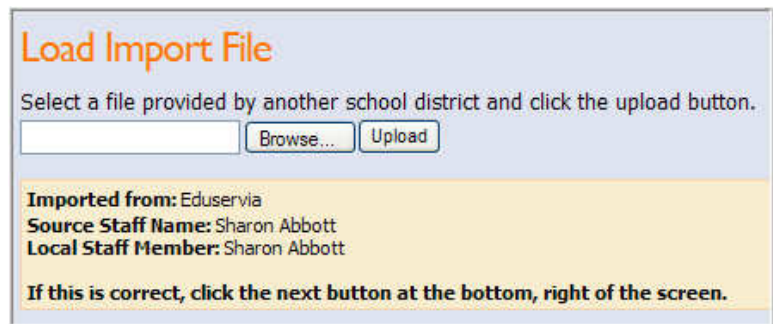 Load Import File
Select a file provided by another school district and click the upload button.
Browse... Upload
Imported from: Eduservia
Source Staff Name: Sharon Abbott
Local Staff Member: Sharon Abbott
If this is correct, click the next button at the bottom, right of the screen.